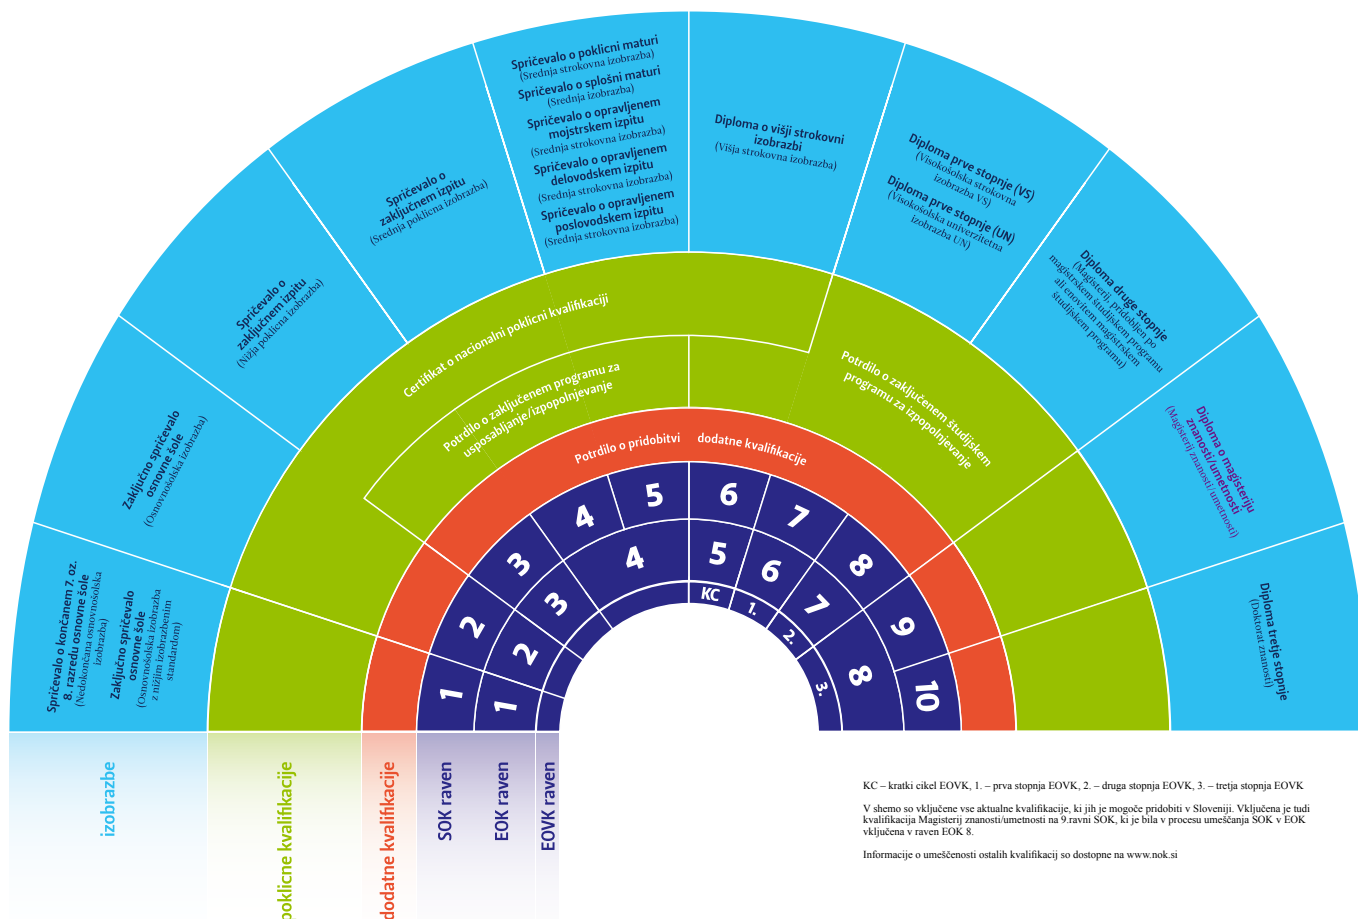 Spričevalo o končanem 7. oz.
8. razredu osnovne šole
(Nedokončana osnovnošolska
izobrazba)
Zaključno spričevalo
osnovne šole
(Osnovnošolska izobrazba
z nižjim izobrazbenim
standardom)
Zaključno spričevalo
osnovne šole
(Osnovnošolska izobrazba)
Spričevalo o
zaključnem izpitu
(Nižja poklicna izobrazba)
Spričevalo o
zaključnem izpitu
(Srednja poklicna izobrazba)
Spričevalo o poklicni maturi
(Srednja strokovna izobrazba)
Spričevalo o splošni maturi
(Srednja izobrazba)
Spričevalo o opravljenem
mojstrskem izpitu
(Srednja strokovna izobrazba)
Spričevalo o opravljenem
delovodskem izpitu
(Srednja strokovna izobrazba)
Spričevalo o opravljenem
poslovodskem izpitu
(Srednja strokovna izobrazba)
Diploma o višji strokovni
izobrazbi
(Višja strokovna izobrazba)
Diploma prve stopnje (VS)
(Visokošolska strokovna
izobrazba VS)
Diploma prve stopnje (UN)
(Visokošolska univerzitetna
izobrazba UN)
Diploma druge stopnje
(Magisterij, pridobljen po
magistrskem študijskem programu
ali enovitem magistrskem
študijskem programu)
Diploma o magisteriju
znanosti/umetnosti
(Magisterij znanosti/umetnosti)
Diploma tretje stopnje
(Doktorat znanosti)
Certifikat o nacionalni poklicni kvalifikaciji
Potrdilo o zaključenem programu za
usposabljanje/izpopolnjevanje
Potrdilo o zaključenem študijskem
programu za izpopolnjevanje
Potrdilo o pridobitvi dodatne kvalifikacije
1 2 3 4 5 6 7 8 9 10
1 2 3 4 5 6 7 8
KC 1. 2. 3.
izobrazbe
poklicne kvalifikacije
dodatne kvalifikacije
SOK raven
EOK raven
EOVK raven
KC – kratki cikel EOVK, 1. – prva stopnja EOVK, 2. – druga stopnja EOVK, 3. – tretja stopnja EOVK
V shemo so vključene vse aktualne kvalifikacije, ki jih je mogoče pridobiti v Sloveniji. Vključena je tudi
kvalifikacija Magisterij znanosti/umetnosti na 9.ravni SOK, ki je bila v procesu umeščanja SOK v EOK
vključena v raven EOK 8.
Informacije o umeščenosti ostalih kvalifikacij so dostopne na www.nok.si